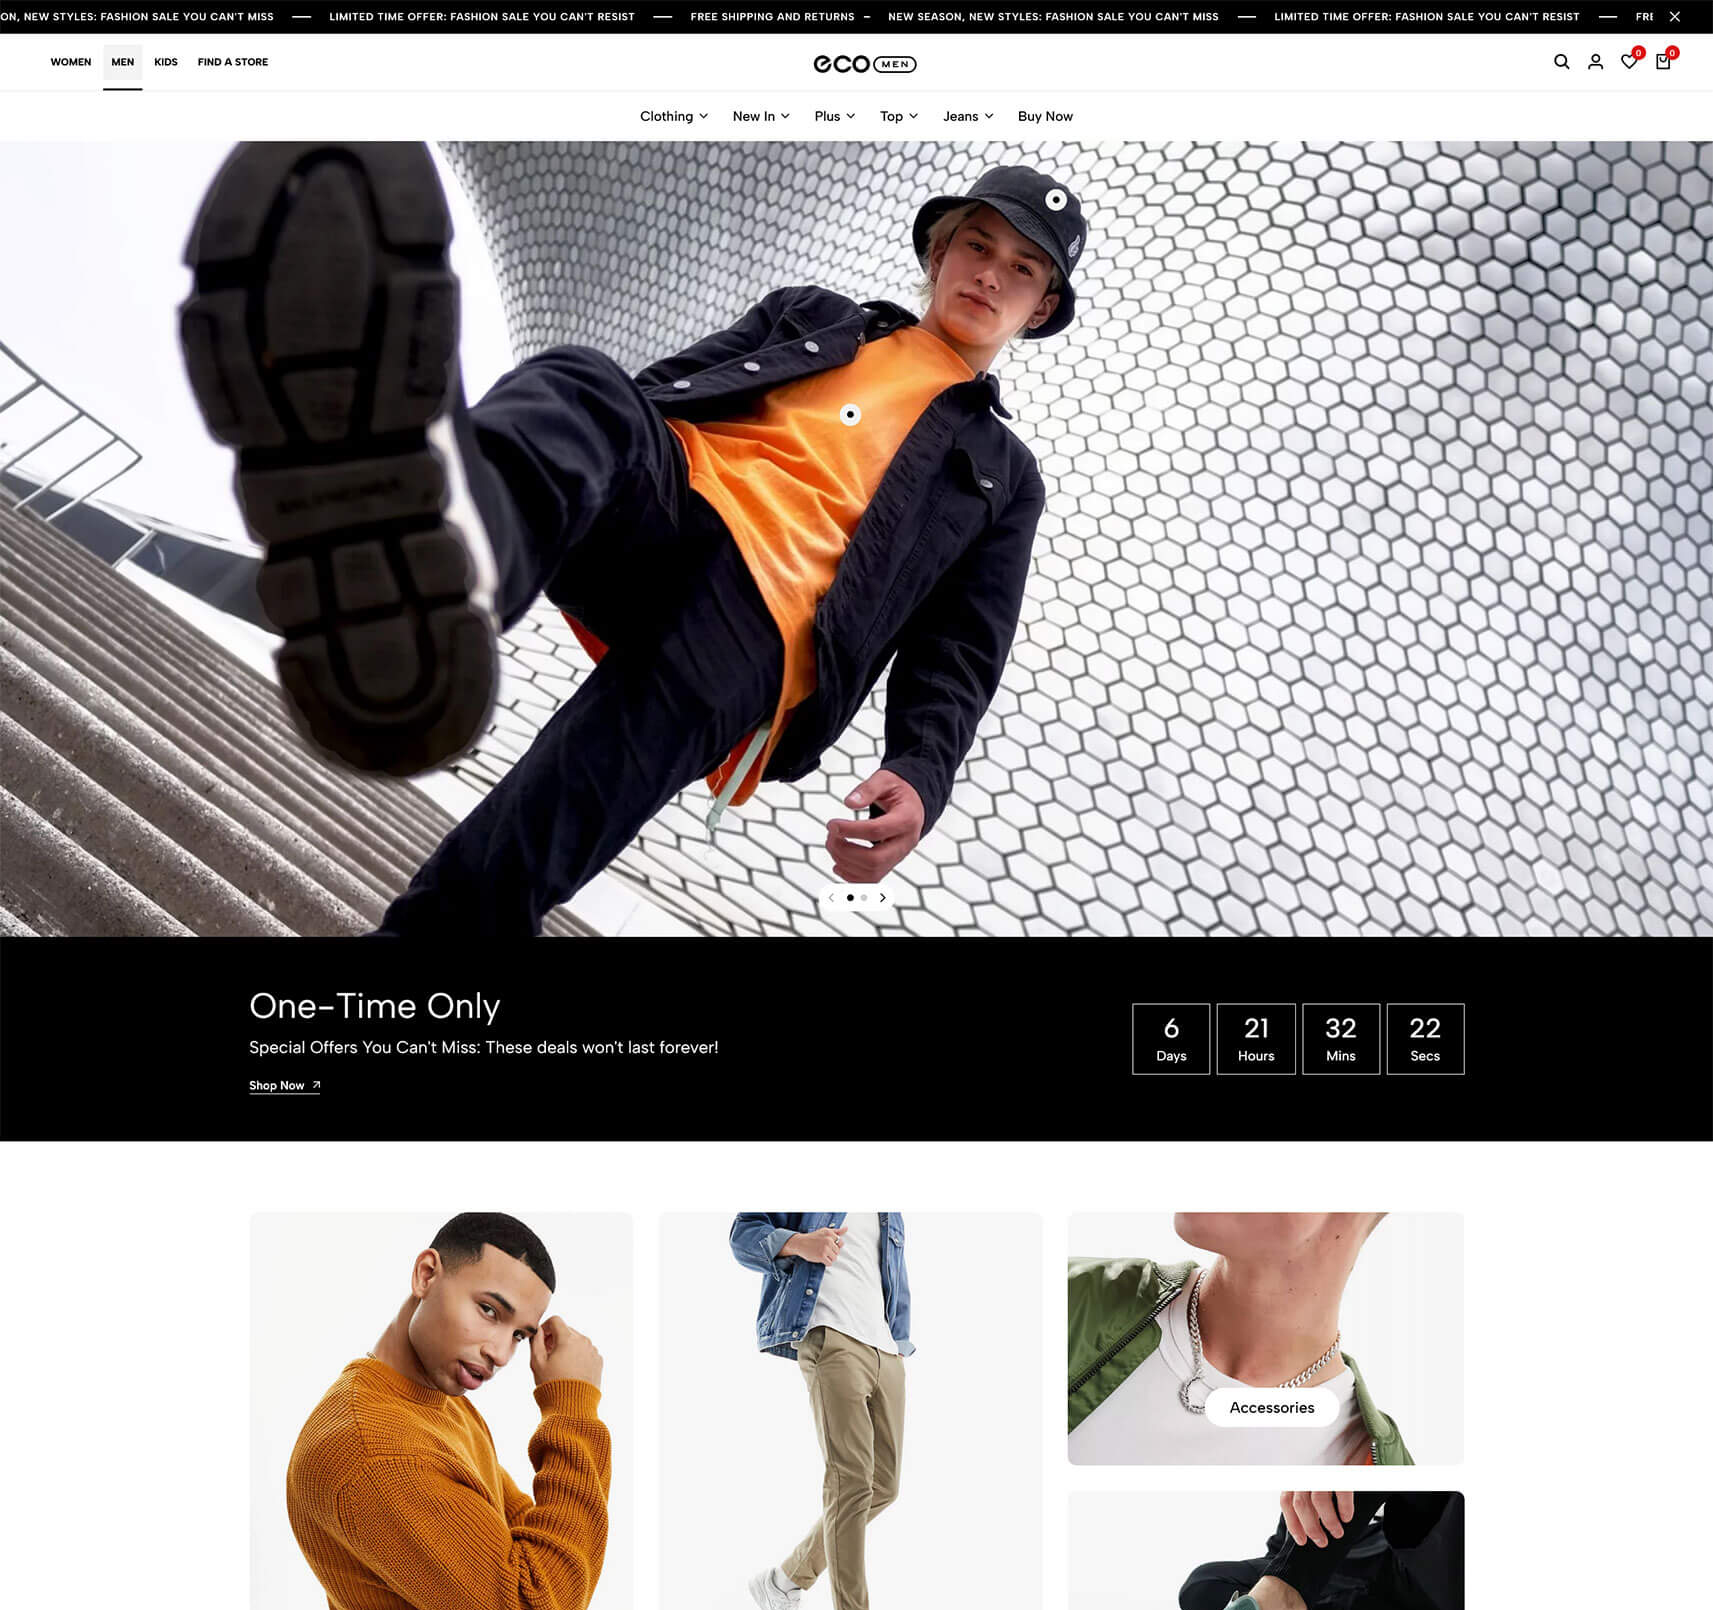 ON, NEW STYLES: FASHION SALE YOU CAN'T MISS — LIMITED TIME OFFER: FASHION SALE YOU CAN'T RESIST — FREE SHIPPING AND RETURNS – NEW SEASON, NEW STYLES: FASHION SALE YOU CAN'T MISS — LIMITED TIME OFFER: FASHION SALE YOU CAN'T RESIST — FRE
WOMEN MEN KIDS FIND A STORE
eco MEN
0 0
Clothing New In Plus Top Jeans Buy Now
One-Time Only
Special Offers You Can't Miss: These deals won't last forever!
Shop Now
6 21 32 22
Days Hours Mins Secs
Accessories